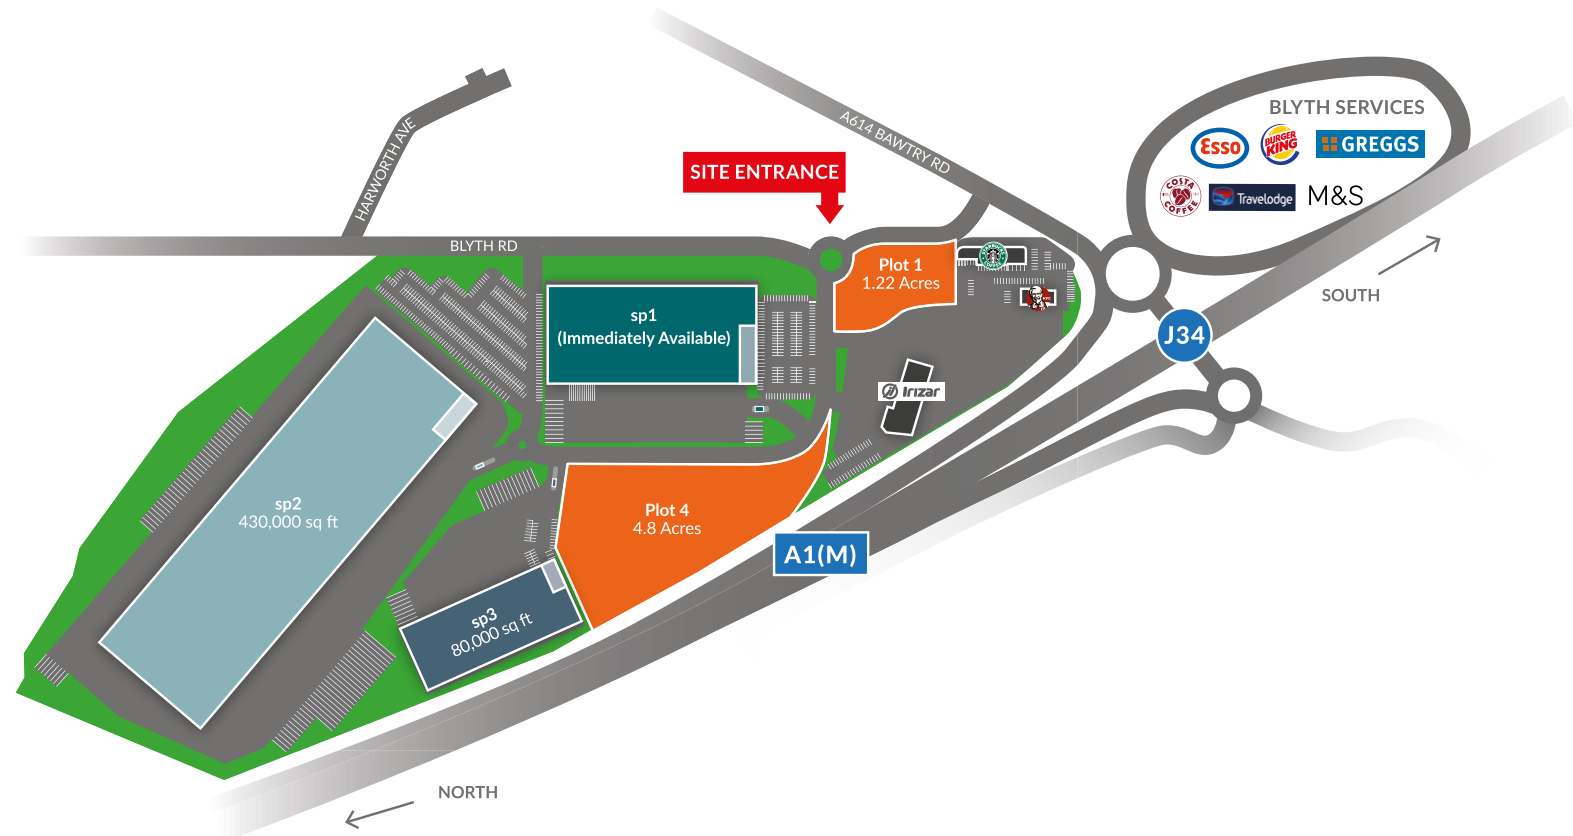 BLYTH SERVICES
Esso
BURGER
KING
GREGGS
COSTA
COFFEE
Travelodge
M&S
A614 BAWTRY RD
HARWORTH AVE
SITE ENTRANCE
BLYTH RD
Plot 1
1.22 Acres
SOUTH
sp1
(Immediately Available)
J34
Irizar
sp2
430,000 sq ft
Plot 4
4.8 Acres
A1(M)
sp3
80,000 sq ft
NORTH